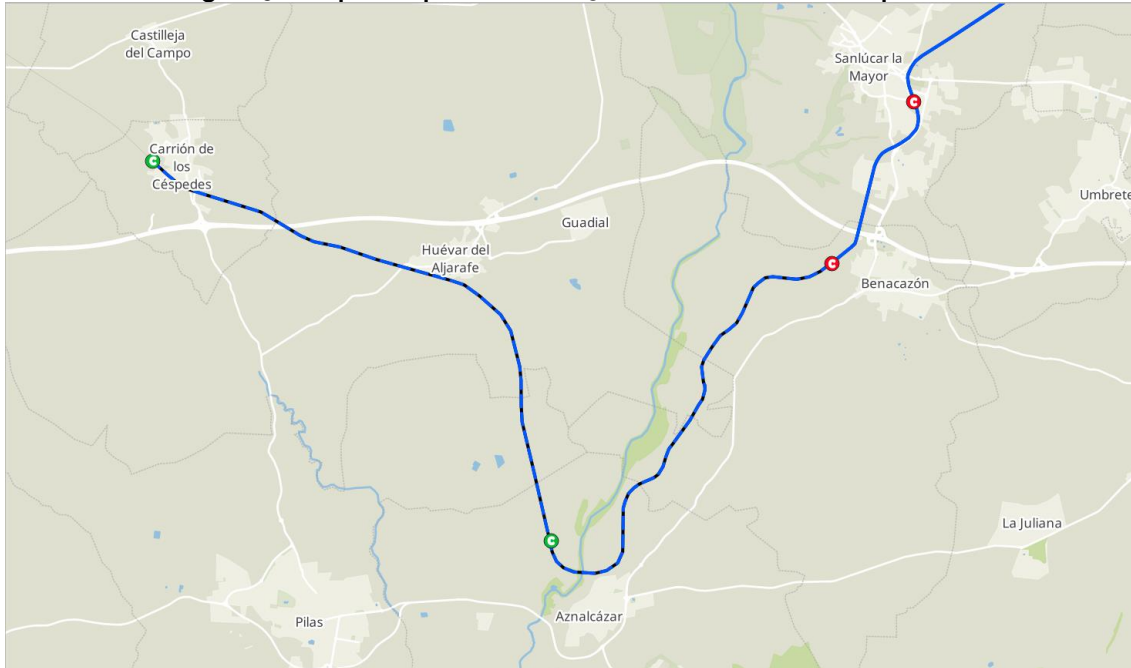 Castilleja
del Campo
Sanlúcar la
Mayor
C
Carrión de
los
Céspedes
C
Umbrete
Guadial
Huévar del
Aljarafe
C
Benacazón
La Juliana
C
Aznalcázar
Pilas